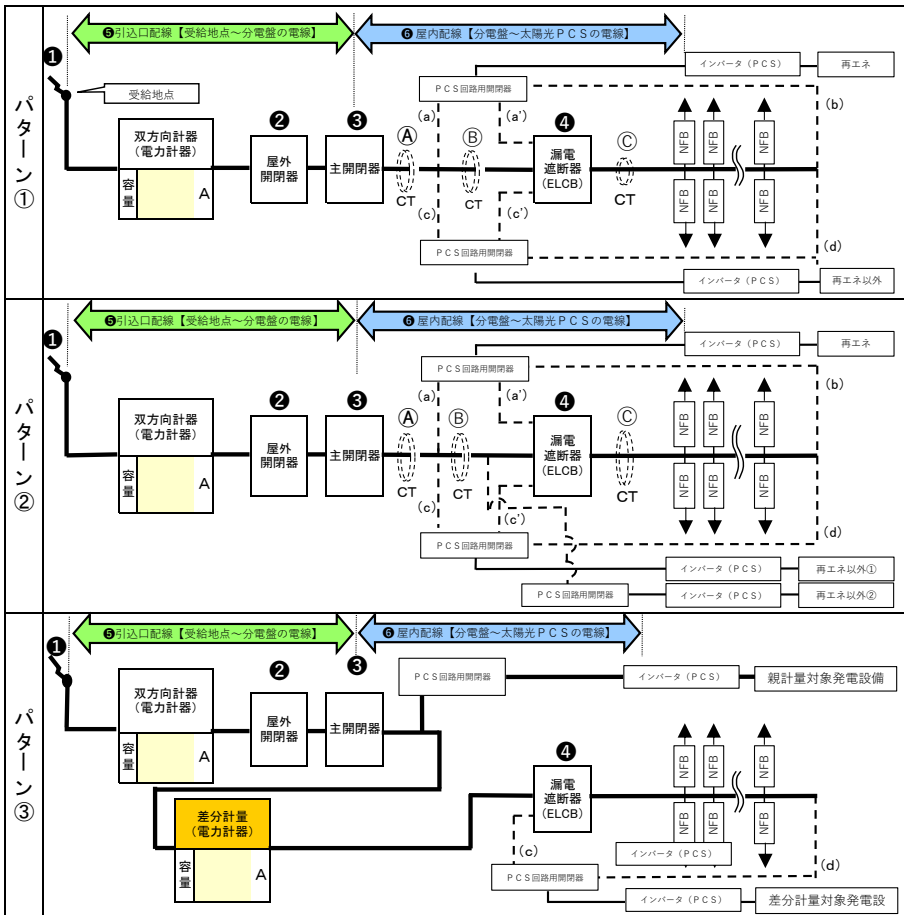 パターン①
❺引込口配線【受給地点～分電盤の電線】
❻屋内配線【分電盤～太陽光PCSの電線】
❶
受給地点
双方向計器
(電力計器)
容量
A
❷
屋外
開閉器
❸
主開閉器
Ⓐ
CT
Ⓑ
CT
PCS回路用開閉器
(a)
(a')
インバータ（PCS）
再エネ
(b)
❹
漏電
遮断器
(ELCB)
Ⓒ
CT
NFB
NFB
NFB
NFB
NFB
NFB
(c)
(c')
(d)
PCS回路用開閉器
インバータ（PCS）
再エネ以外
パターン②
❺引込口配線【受給地点～分電盤の電線】
❻屋内配線【分電盤～太陽光PCSの電線】
❶
双方向計器
(電力計器)
容量
A
❷
屋外
開閉器
❸
主開閉器
Ⓐ
CT
Ⓑ
CT
PCS回路用開閉器
(a)
(a')
インバータ（PCS）
再エネ
(b)
❹
漏電
遮断器
(ELCB)
Ⓒ
CT
NFB
NFB
NFB
NFB
NFB
NFB
(c)
(c')
(d)
PCS回路用開閉器
インバータ（PCS）
再エネ以外①
PCS回路用開閉器
インバータ（PCS）
再エネ以外②
パターン③
❺引込口配線【受給地点～分電盤の電線】
❻屋内配線【分電盤～太陽光PCSの電線】
❶
双方向計器
(電力計器)
容量
A
❷
屋外
開閉器
❸
主開閉器
PCS回路用開閉器
インバータ（PCS）
親計量対象発電設備
差分計量
(電力計器)
容量
A
❹
漏電
遮断器
(ELCB)
NFB
NFB
NFB
NFB
NFB
NFB
インバータ（PCS）
(c)
(d)
PCS回路用開閉器
差分計量対象発電設